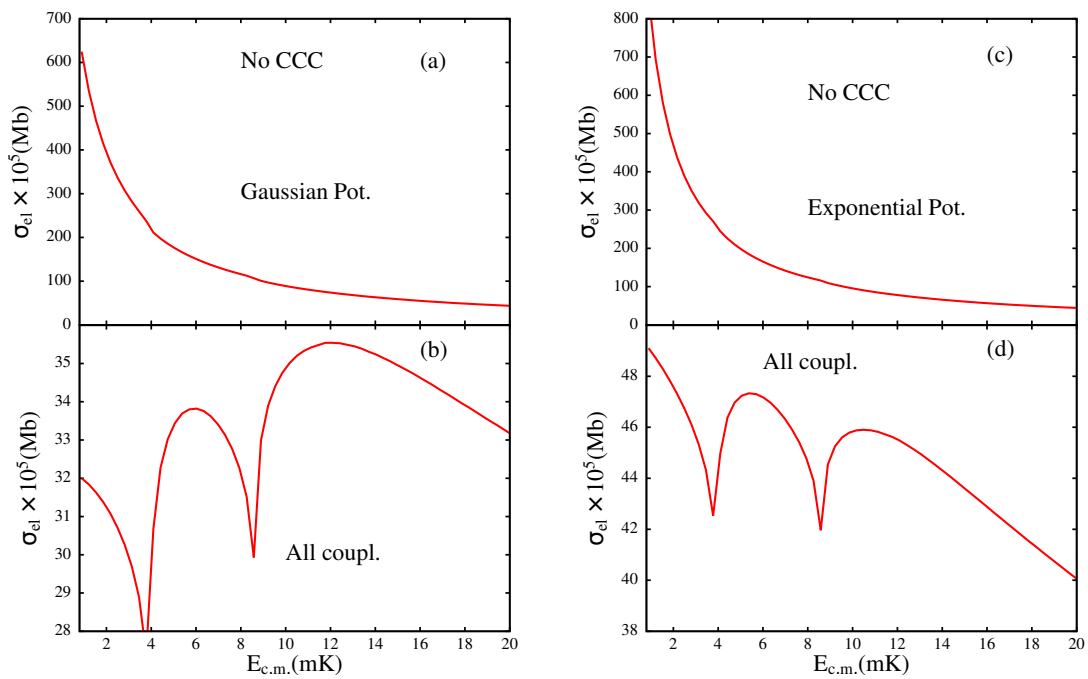 700
600
500
400
300
200
100
0
σel × 10⁵(Mb)
No CCC
(a)
Gaussian Pot.
800
700
600
500
400
300
200
100
0
σel × 10⁵(Mb)
No CCC
(c)
Exponential Pot.
35
34
33
32
31
30
29
28
σel × 10⁵(Mb)
(b)
All coupl.
2 4 6 8 10 12 14 16 18 20
Ec.m.(mK)
48
46
44
42
40
38
σel × 10⁵(Mb)
All coupl.
(d)
2 4 6 8 10 12 14 16 18 20
Ec.m.(mK)